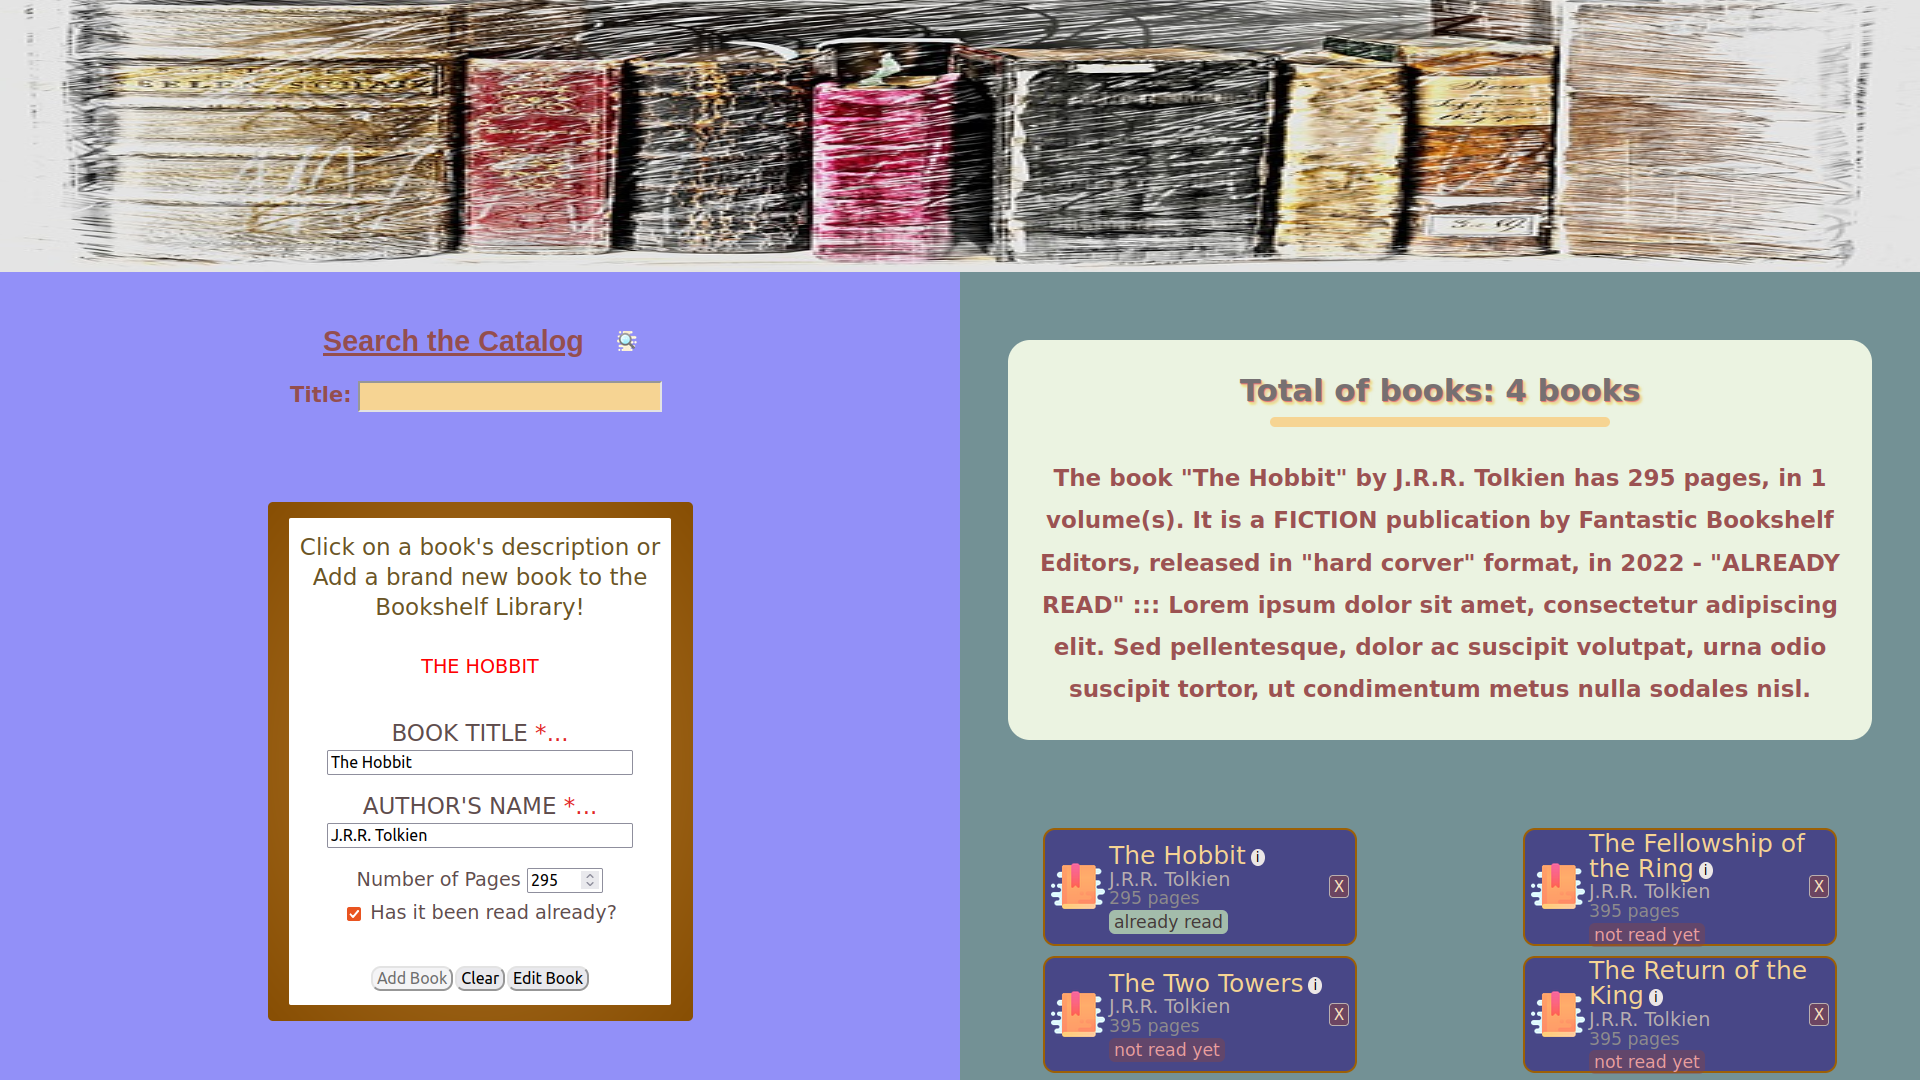 Search the Catalog
Title:
Click on a book's description or
Add a brand new book to the
Bookshelf Library!
THE HOBBIT
BOOK TITLE *...
The Hobbit
AUTHOR'S NAME *...
J.R.R. Tolkien
Number of Pages 295
Has it been read already?
Add Book Clear Edit Book
Total of books: 4 books
The book "The Hobbit" by J.R.R. Tolkien has 295 pages, in 1
volume(s). It is a FICTION publication by Fantastic Bookshelf
Editors, released in "hard corver" format, in 2022 - "ALREADY
READ" ::: Lorem ipsum dolor sit amet, consectetur adipiscing
elit. Sed pellentesque, dolor ac suscipit volutpat, urna odio
suscipit tortor, ut condimentum metus nulla sodales nisl.
The Hobbit i
J.R.R. Tolkien
295 pages
already read
X
The Fellowship of
the Ring i
J.R.R. Tolkien
395 pages
not read yet
X
The Two Towers i
J.R.R. Tolkien
395 pages
not read yet
X
The Return of the
King i
J.R.R. Tolkien
395 pages
not read yet
X